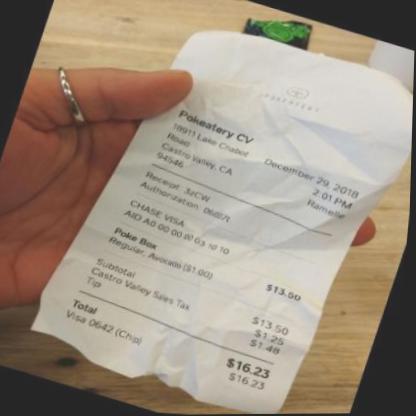 POKEATERY
Pokeatery CV
18911 Lake Chabot
Road
Castro Valley, CA
94546
December 29, 2018
2:01 PM
Ramelle
Receipt: 32CW
Authorization:
CHASE VISA
AID A0 00 00 00 03 10 10
Poke Box $13.50
Regular, Avocado ($1.00)
Subtotal $13.50
Castro Valley Sales Tax $1.25
Tip $1.48
Total $16.23
Visa 0642 (Chip) $16.23